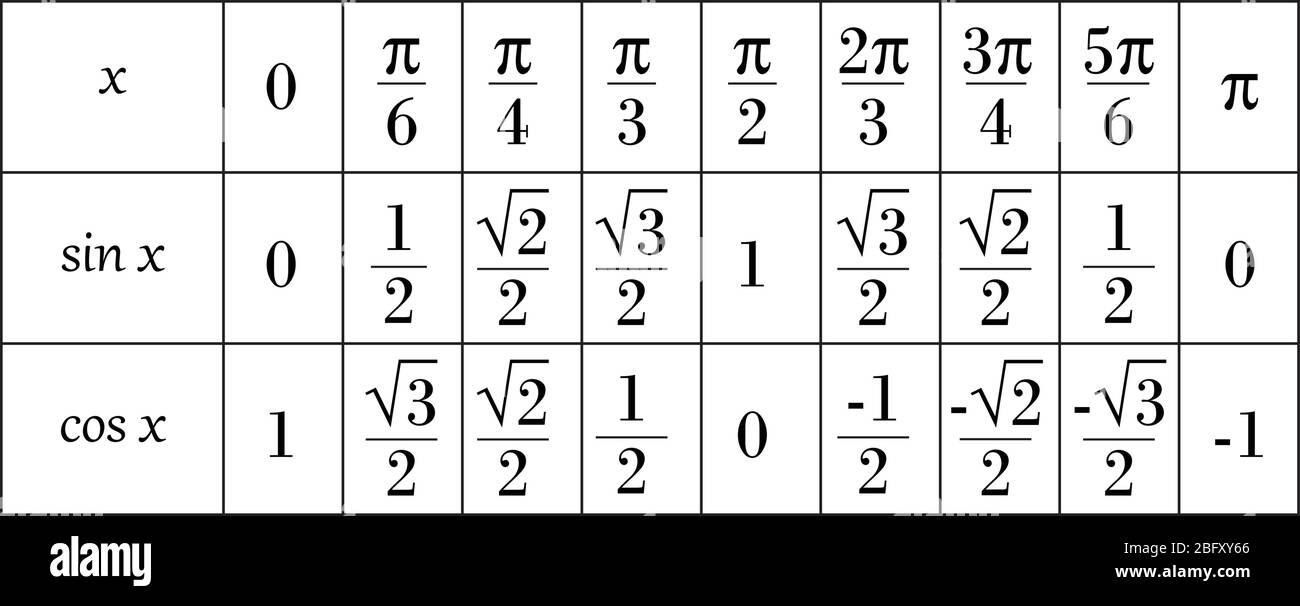 x 0 π/6 π/4 π/3 π/2 2π/3 3π/4 5π/6 π
sin x 0 1/2 √2/2 √3/2 1 √3/2 √2/2 1/2 0
cos x 1 √3/2 √2/2 1/2 0 -1/2 -√2/2 -√3/2 -1
alamy
Image ID: 2BFXY66
www.alamy.com